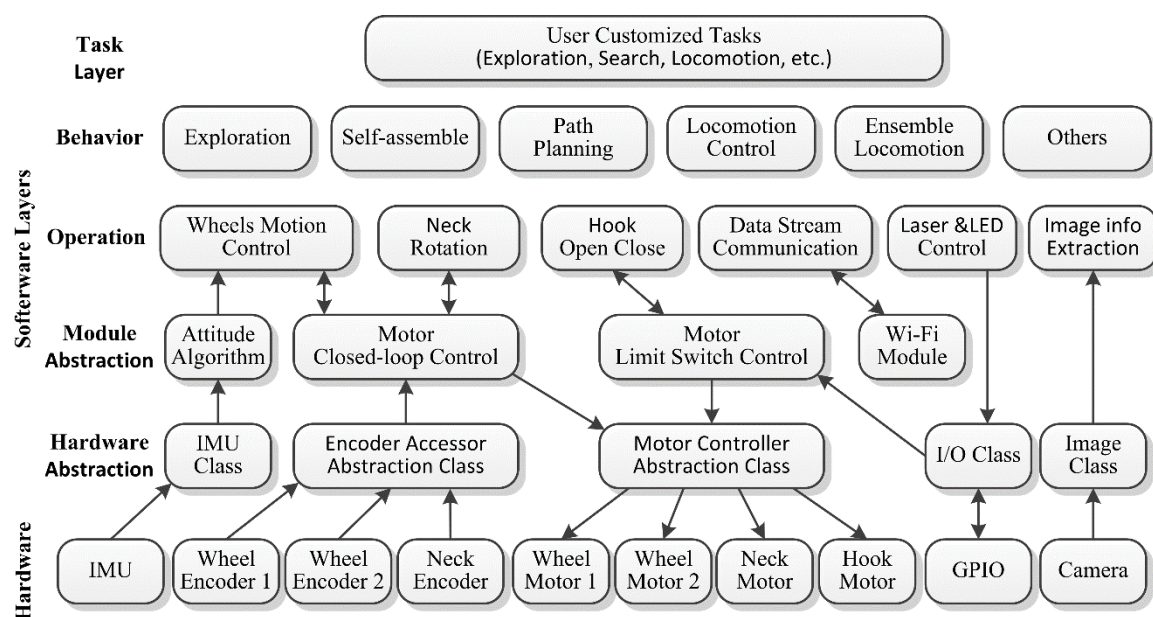 Task
Layer
User Customized Tasks
(Exploration, Search, Locomotion, etc.)
Softerware Layers
Behavior
Exploration
Self-assemble
Path
Planning
Locomotion
Control
Ensemble
Locomotion
Others
Operation
Wheels Motion
Control
Neck
Rotation
Hook
Open Close
Data Stream
Communication
Laser &LED
Control
Image info
Extraction
Module
Abstraction
Attitude
Algorithm
Motor
Closed-loop Control
Motor
Limit Switch Control
Wi-Fi
Module
Hardware
Abstraction
IMU
Class
Encoder Accessor
Abstraction Class
Motor Controller
Abstraction Class
I/O Class
Image
Class
Hardware
IMU
Wheel
Encoder 1
Wheel
Encoder 2
Neck
Encoder
Wheel
Motor 1
Wheel
Motor 2
Neck
Motor
Hook
Motor
GPIO
Camera